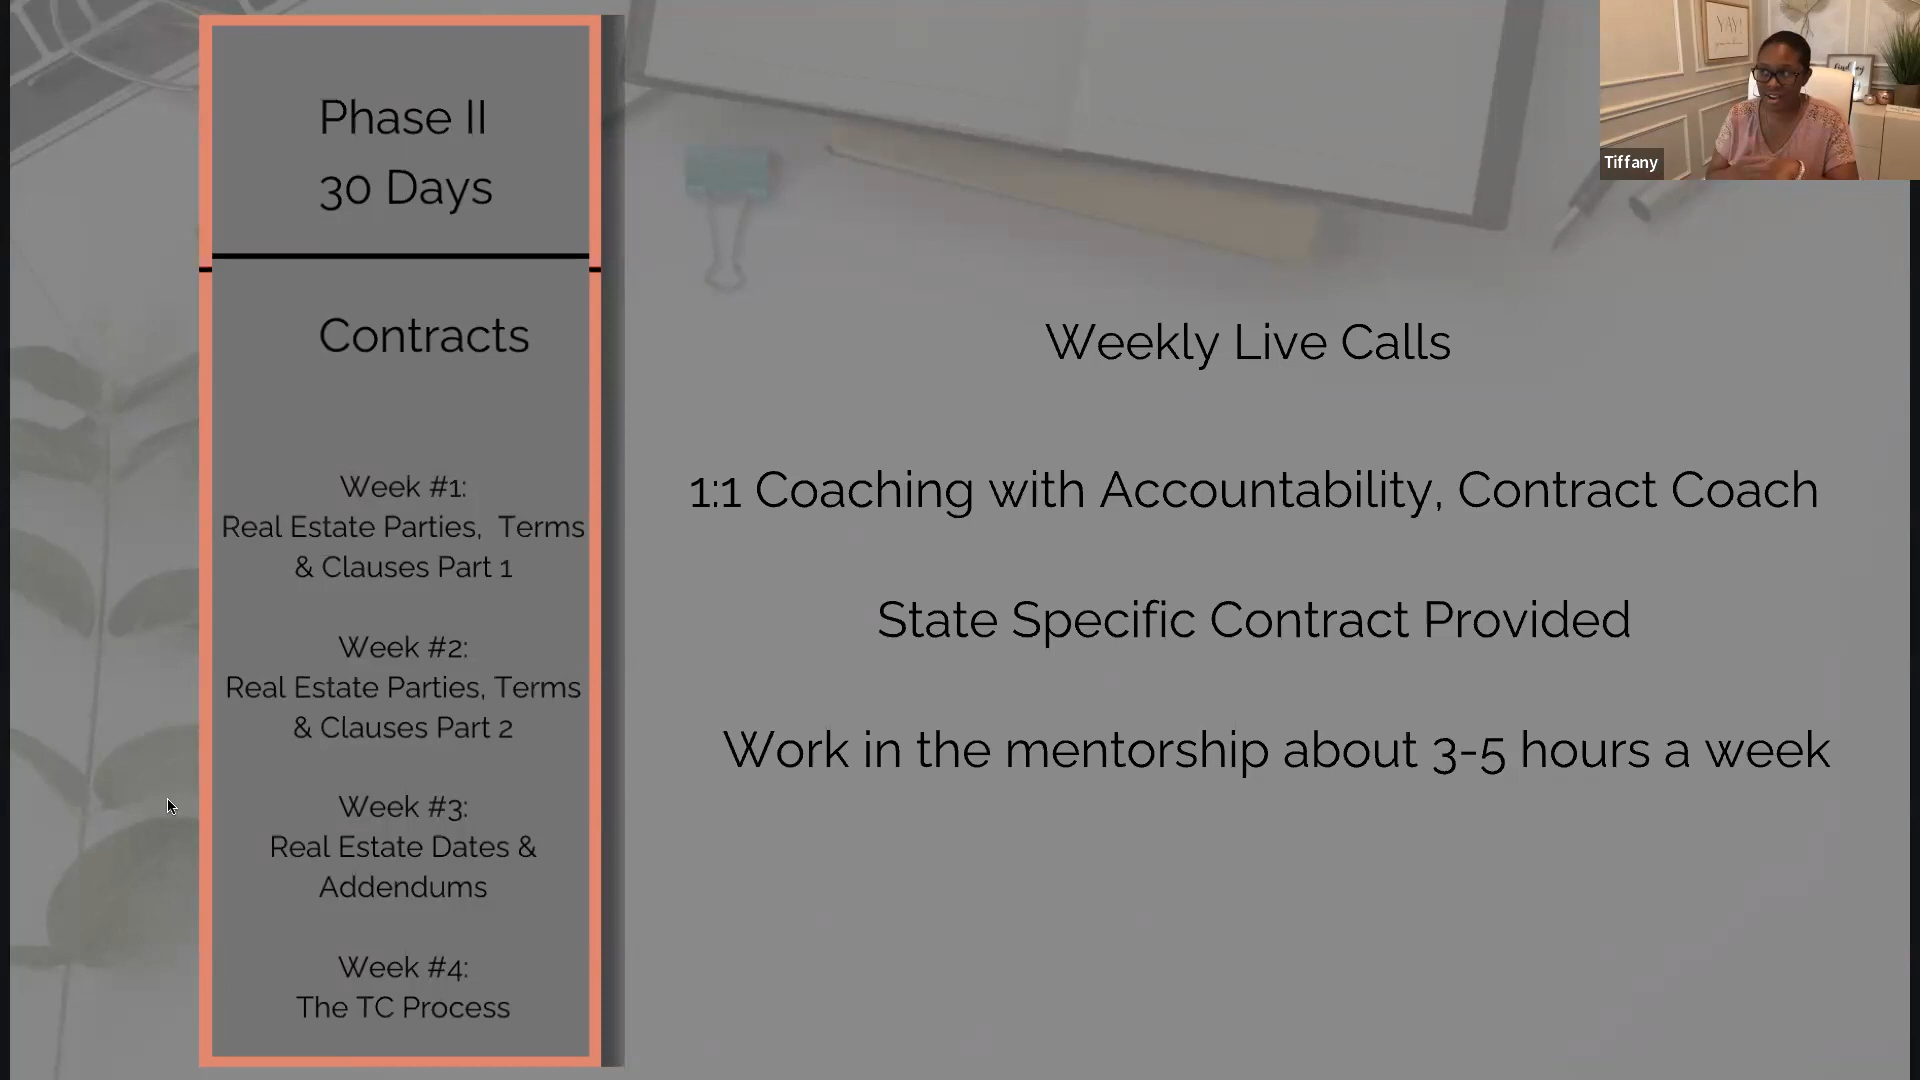 Phase II
30 Days
Contracts
Week #1:
Real Estate Parties, Terms
& Clauses Part 1
Week #2:
Real Estate Parties, Terms
& Clauses Part 2
Week #3:
Real Estate Dates &
Addendums
Week #4:
The TC Process
Weekly Live Calls
1:1 Coaching with Accountability, Contract Coach
State Specific Contract Provided
Work in the mentorship about 3-5 hours a week
YAY!
Tiffany